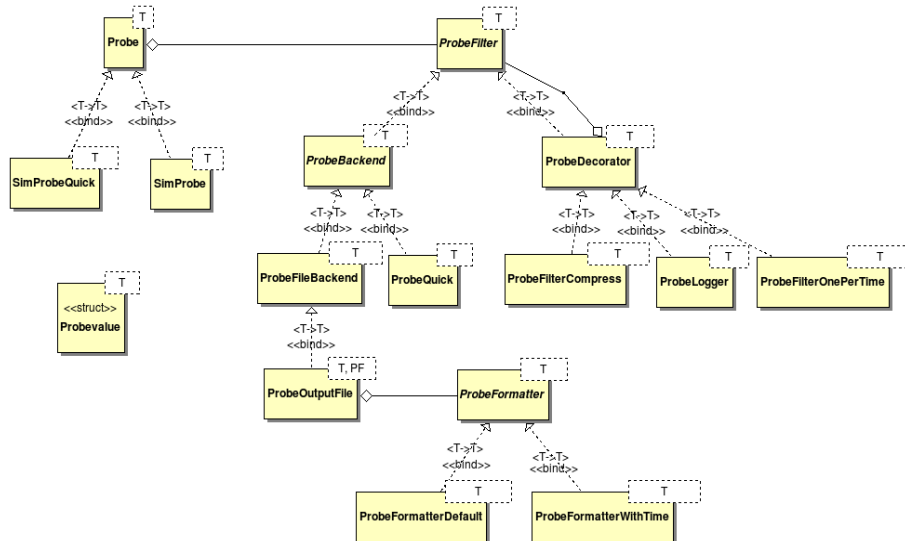 T
Probe
T
ProbeFilter
<T->T>
<<bind>>
<T->T>
<<bind>>
<T->T>
<<bind>>
<T->T>
<<bind>>
T
SimProbeQuick
T
SimProbe
T
ProbeBackend
T
ProbeDecorator
<T->T>
<<bind>>
<T->T>
<<bind>>
<T->T>
<<bind>>
<T->T>
<<bind>>
<T->T>
<<bind>>
T
<<struct>>
Probevalue
T
ProbeFileBackend
T
ProbeQuick
T
ProbeFilterCompress
T
ProbeLogger
T
ProbeFilterOnePerTime
<T->T>
<<bind>>
T, PF
ProbeOutputFile
T
ProbeFormatter
<T->T>
<<bind>>
<T->T>
<<bind>>
T
ProbeFormatterDefault
T
ProbeFormatterWithTime